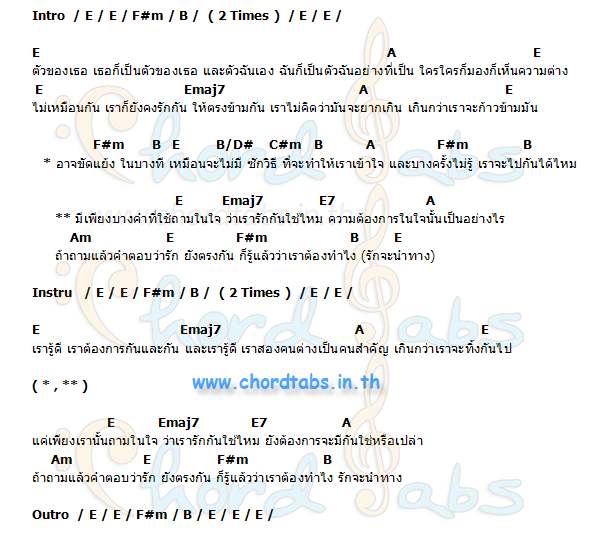 Intro / E / E / F#m / B / ( 2 Times ) / E / E /
E A E
ตัวของเธอ เธอก็เป็นตัวของเธอ และตัวฉันเอง ฉันก็เป็นตัวฉันอย่างที่เป็น ใครใครก็มองก็เห็นความต่าง
E Emaj7 A E
ไม่เหมือนกัน เราก็ยังคงรักกัน ให้ตรงข้ามกัน เราไม่คิดว่ามันจะยากเกิน เกินกว่าเราจะก้าวข้ามมัน
F#m B E B/D# C#m B A F#m B
* อาจขัดแย้ง ในบางที เหมือนจะไม่มี ซักวิธี ที่จะทำให้เราเข้าใจ และบางครั้งไม่รู้ เราจะไปกันได้ไหม
E Emaj7 E7 A
** มีเพียงบางคำที่ใช้ถามในใจ ว่าเรารักกันใช่ไหม ความต้องการในใจนั้นเป็นอย่างไร
Am E F#m B E
ถ้าถามแล้วคำตอบว่ารัก ยังตรงกัน ก็รู้แล้วว่าเราต้องทำไง (รักจะนำทาง)
Instru / E / E / F#m / B / ( 2 Times ) / E / E /
E Emaj7 A E
เรารู้ดี เราต้องการกันและกัน และเรารู้ดี เราสองคนต่างเป็นคนสำคัญ เกินกว่าเราจะทิ้งกันไป
www.chordtabs.in.th
( * , ** )
E Emaj7 E7 A
แค่เพียงเรานั้นถามในใจ ว่าเรารักกันใช่ไหม ยังต้องการจะมีกันใช่หรือเปล่า
Am E F#m B
ถ้าถามแล้วคำตอบว่ารัก ยังตรงกัน ก็รู้แล้วว่าเราต้องทำไง รักจะนำทาง
Outro / E / E / F#m / B / E / E / E /